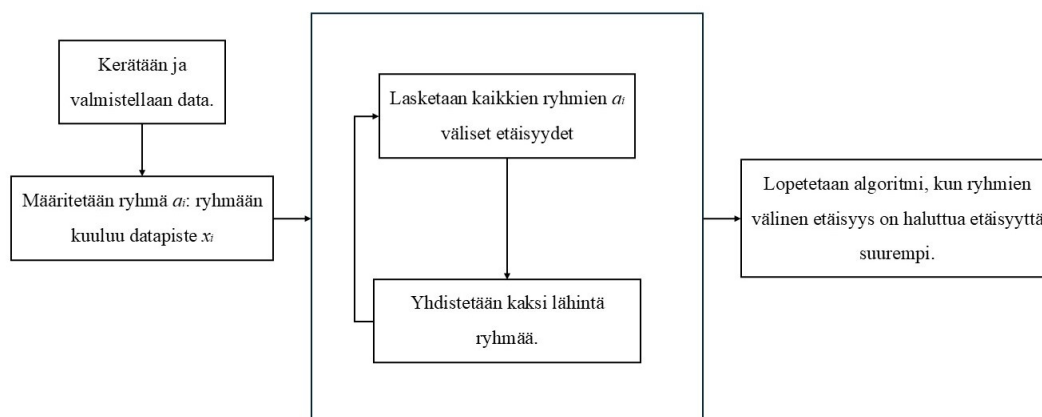 Kerätään ja
valmistellaan data.
Määritetään ryhmä aᵢ: ryhmään
kuuluu datapiste xᵢ
Lasketaan kaikkien ryhmien aᵢ
väliset etäisyydet
Yhdistetään kaksi lähintä
ryhmää.
Lopetetaan algoritmi, kun ryhmien
välinen etäisyys on haluttua etäisyyttä
suurempi.